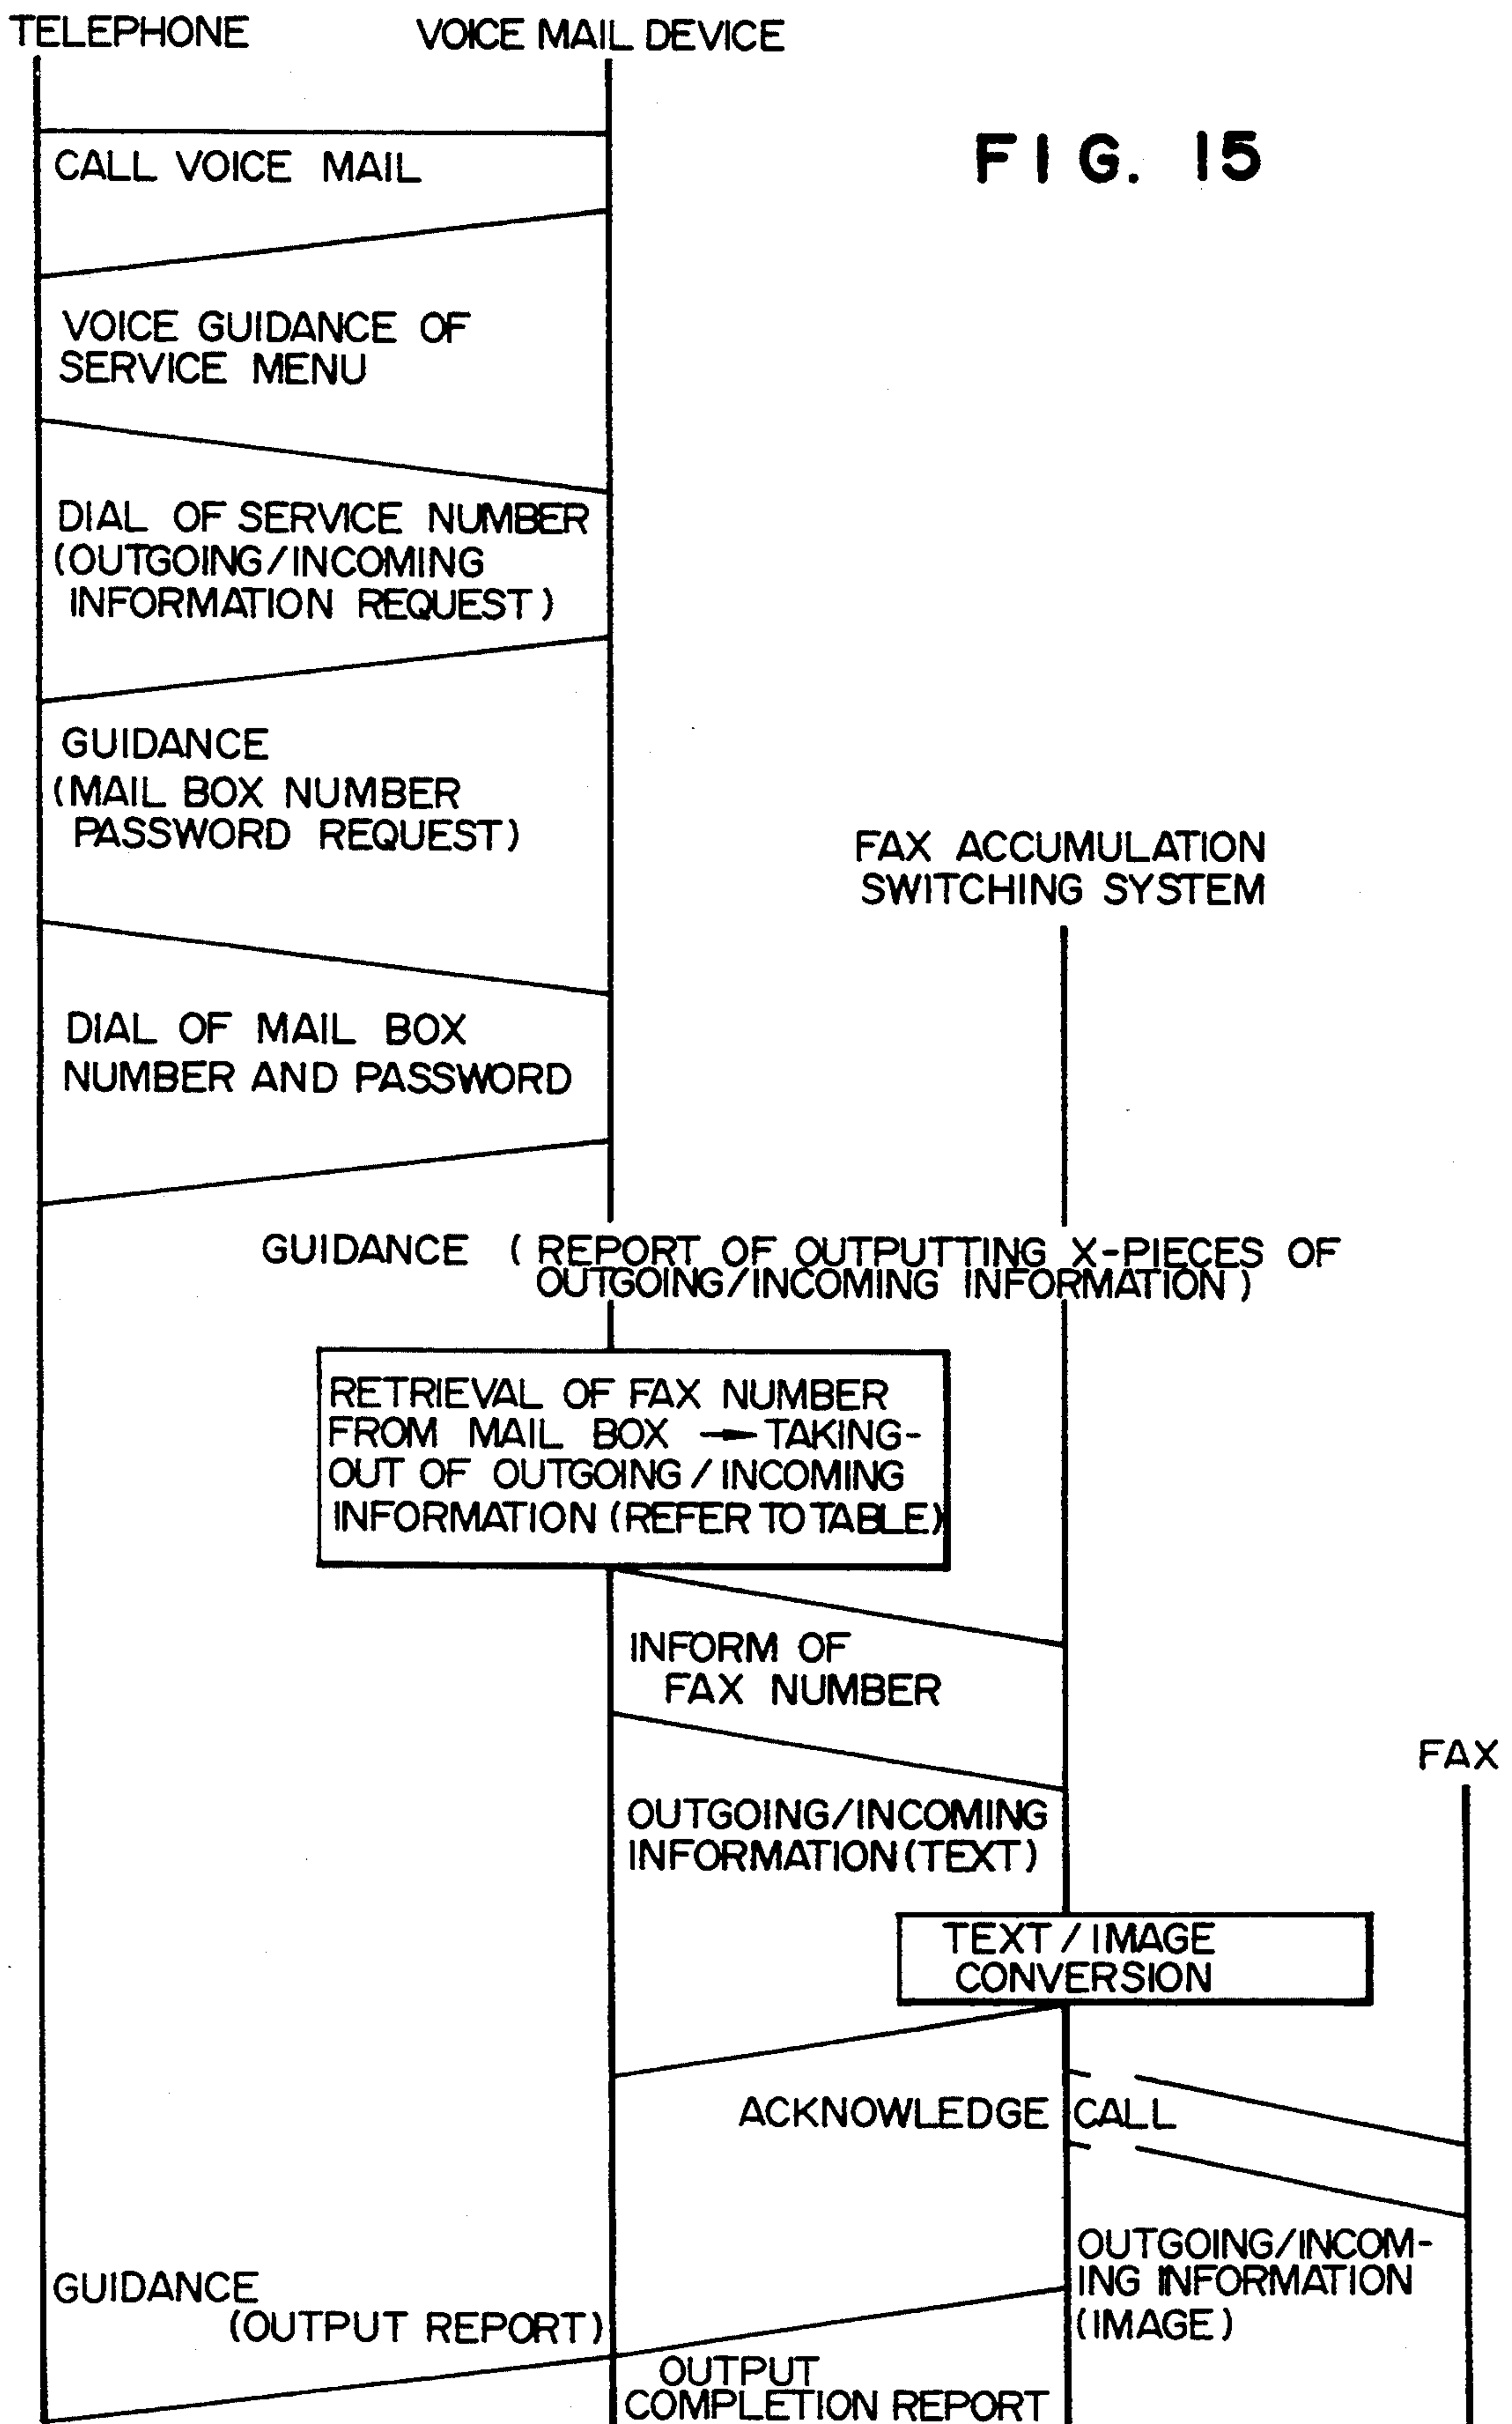 TELEPHONE
VOICE MAIL DEVICE
FIG. 15
CALL VOICE MAIL
VOICE GUIDANCE OF
SERVICE MENU
DIAL OF SERVICE NUMBER
(OUTGOING/INCOMING
INFORMATION REQUEST)
GUIDANCE
(MAIL BOX NUMBER
PASSWORD REQUEST)
FAX ACCUMULATION
SWITCHING SYSTEM
DIAL OF MAIL BOX
NUMBER AND PASSWORD
GUIDANCE (REPORT OF OUTPUTTING X-PIECES OF
OUTGOING/INCOMING INFORMATION)
RETRIEVAL OF FAX NUMBER
FROM MAIL BOX → TAKING-
OUT OF OUTGOING/INCOMING
INFORMATION (REFER TO TABLE)
INFORM OF
FAX NUMBER
FAX
OUTGOING/INCOMING
INFORMATION (TEXT)
TEXT/IMAGE
CONVERSION
ACKNOWLEDGE
CALL
OUTGOING/INCOM-
ING INFORMATION
(IMAGE)
GUIDANCE
(OUTPUT REPORT)
OUTPUT
COMPLETION REPORT